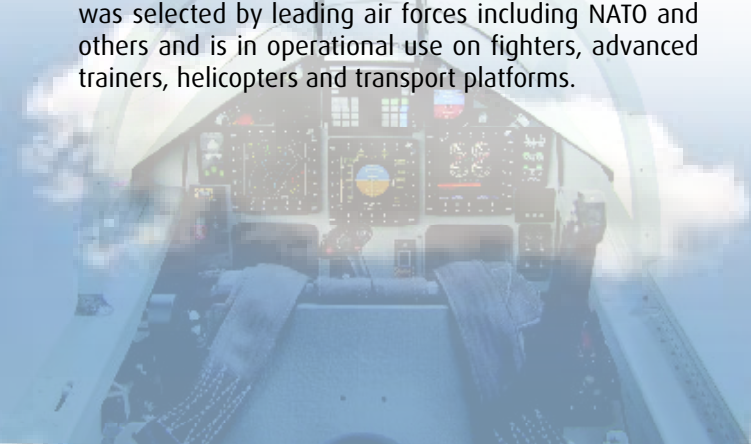 was selected by leading air forces including NATO and
others and is in operational use on fighters, advanced
trainers, helicopters and transport platforms.